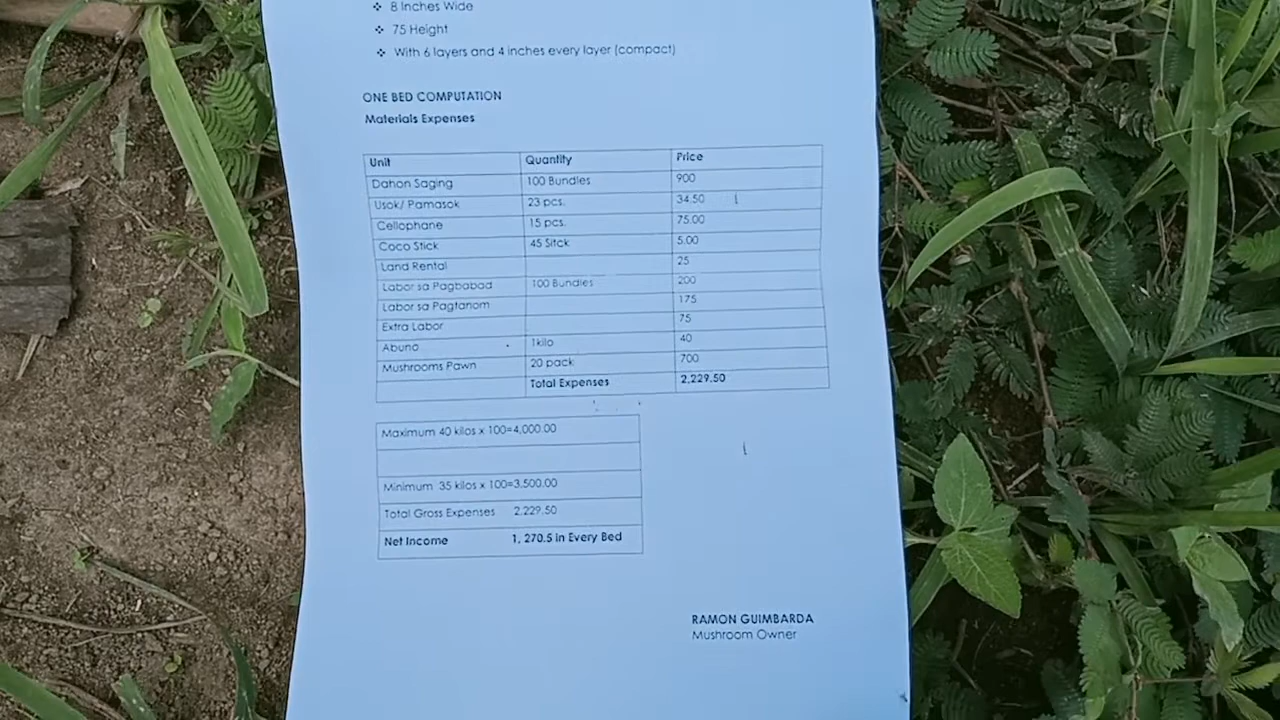 ❖ 8 Inches Wide
❖ 75 Height
❖ With 6 layers and 4 inches every layer (compact)
ONE BED COMPUTATION
Materials Expenses
Unit Quantity Price
Dahon Saging 100 Bundles 900
Usok/ Pamasok 23 pcs. 34.50
Cellophane 15 pcs. 75.00
Coco Stick 45 Sitck 5.00
Land Rental 25
Labor sa Pagbabad 100 Bundles 200
Labor sa Pagtanom 175
Extra Labor 75
Abuno 1kilo 40
Mushrooms Pawn 20 pack 700
Total Expenses 2,229.50
Maximum 40 kilos x 100=4,000.00
Minimum 35 kilos x 100=3,500.00
Total Gross Expenses 2,229.50
Net Income 1, 270.5 in Every Bed
RAMON GUIMBARDA
Mushroom Owner